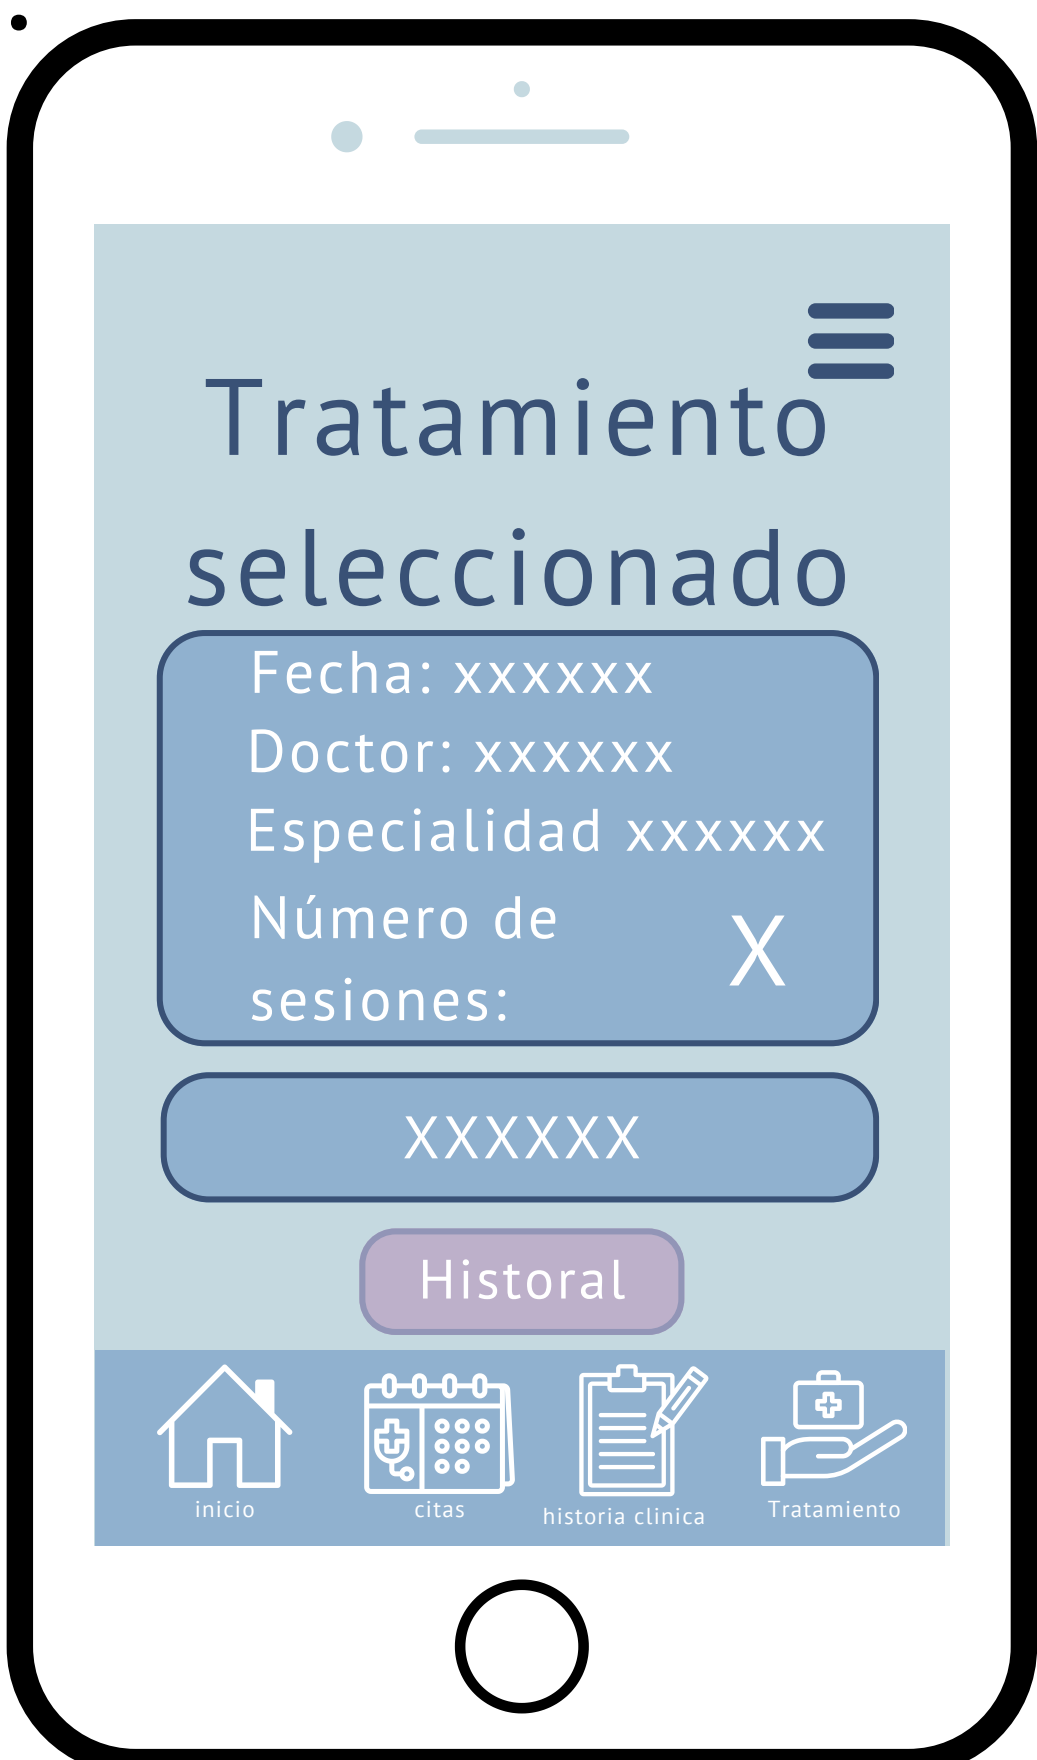 Tratamiento
seleccionado
Fecha: xxxxxx
Doctor: xxxxxx
Especialidad xxxxxx
Número de
sesiones:
X
XXXXXX
Historal
inicio
citas
historia clinica
Tratamiento